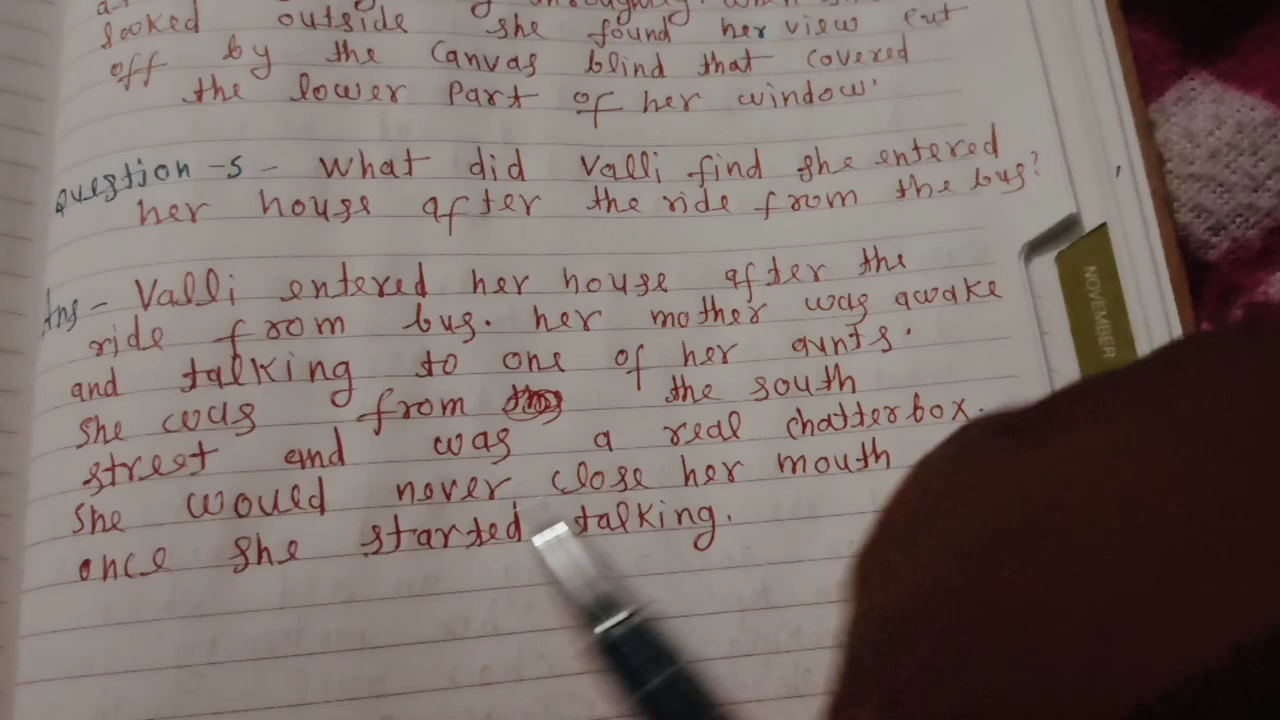 looked outside she found her view cut
off by the canvas blind that covered
the lower part of her window.
Question -5 - What did Valli find she entered
her house after the ride from the bus?
Ans - Valli entered her house after the
ride from bus. her mother was awake
and talking to one of her aunts.
She was from the south
street and was a real chatterbox.
She would never close her mouth
once she started talking.
NOVEMBER